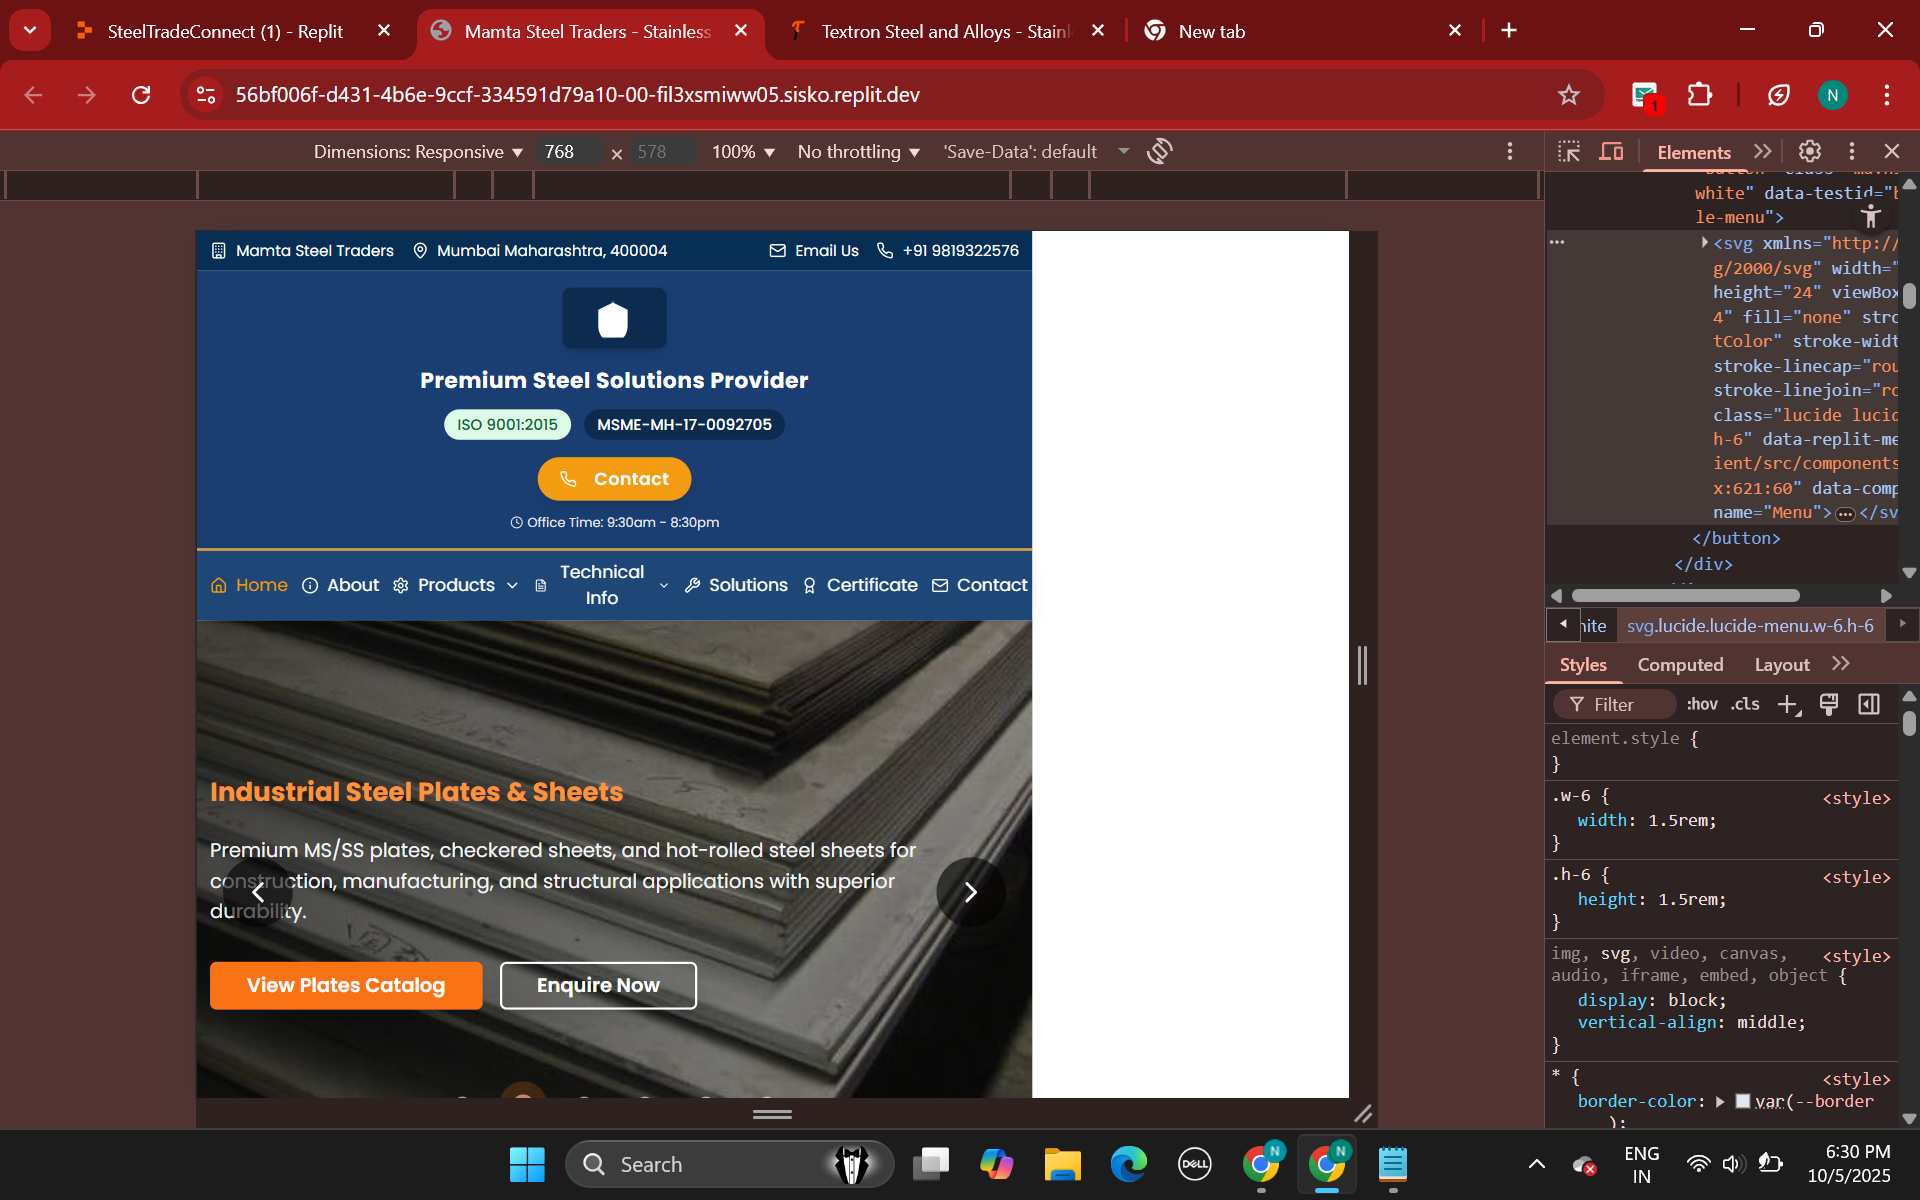 SteelTradeConnect (1) - Replit
Mamta Steel Traders - Stainless
Textron Steel and Alloys - Stainl
New tab
56bf006f-d431-4b6e-9ccf-334591d79a10-00-fil3xsmiww05.sisko.replit.dev
1
N
Dimensions: Responsive
768
×
578
100%
No throttling
'Save-Data': default
Elements
white" data-testid="b
le-menu">
<svg xmlns="http://
g/2000/svg" width="
height="24" viewBox
4" fill="none" stro
tColor" stroke-widt
stroke-linecap="rou
stroke-linejoin="ro
class="lucide lucid
h-6" data-replit-me
ient/src/components
x:621:60" data-comp
name="Menu">…</sv
</button>
</div>
svg.lucide.lucide-menu.w-6.h-6
Styles
Computed
Layout
Filter
:hov
.cls
element.style {
}
.w-6 {
<style>
width: 1.5rem;
}
.h-6 {
<style>
height: 1.5rem;
}
img, svg, video, canvas,
<style>
audio, iframe, embed, object {
display: block;
vertical-align: middle;
}
* {
<style>
border-color: var(--border
);
Mamta Steel Traders
Mumbai Maharashtra, 400004
Email Us
+91 9819322576
Premium Steel Solutions Provider
ISO 9001:2015
MSME-MH-17-0092705
Contact
Office Time: 9:30am - 8:30pm
Home
About
Products
Technical
Info
Solutions
Certificate
Contact
Industrial Steel Plates & Sheets
Premium MS/SS plates, checkered sheets, and hot-rolled steel sheets for
construction, manufacturing, and structural applications with superior
durability.
View Plates Catalog
Enquire Now
Search
DELL
N
N
ENG
IN
6:30 PM
10/5/2025